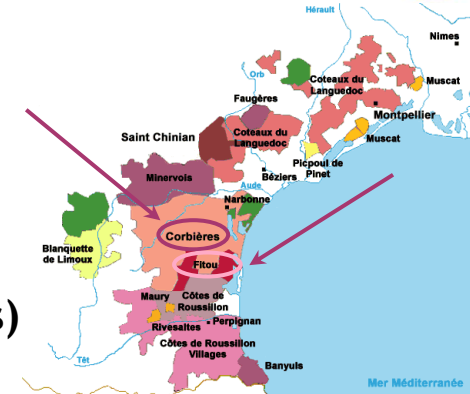 Hérault
Nimes
Orb
Coteaux du
Languedoc
Muscat
Faugères
Montpellier
Saint Chinian
Coteaux du
Languedoc
Muscat
Picpoul de
Pinet
Béziers
Minervois
Aude
Narbonne
Corbières
Blanquette
de Limoux
Fitou
Maury
Côtes de
Roussillon
s)
Rivesaltes
Perpignan
Côtes de Roussillon
Villages
Têt
Banyuls
Mer Méditerranée